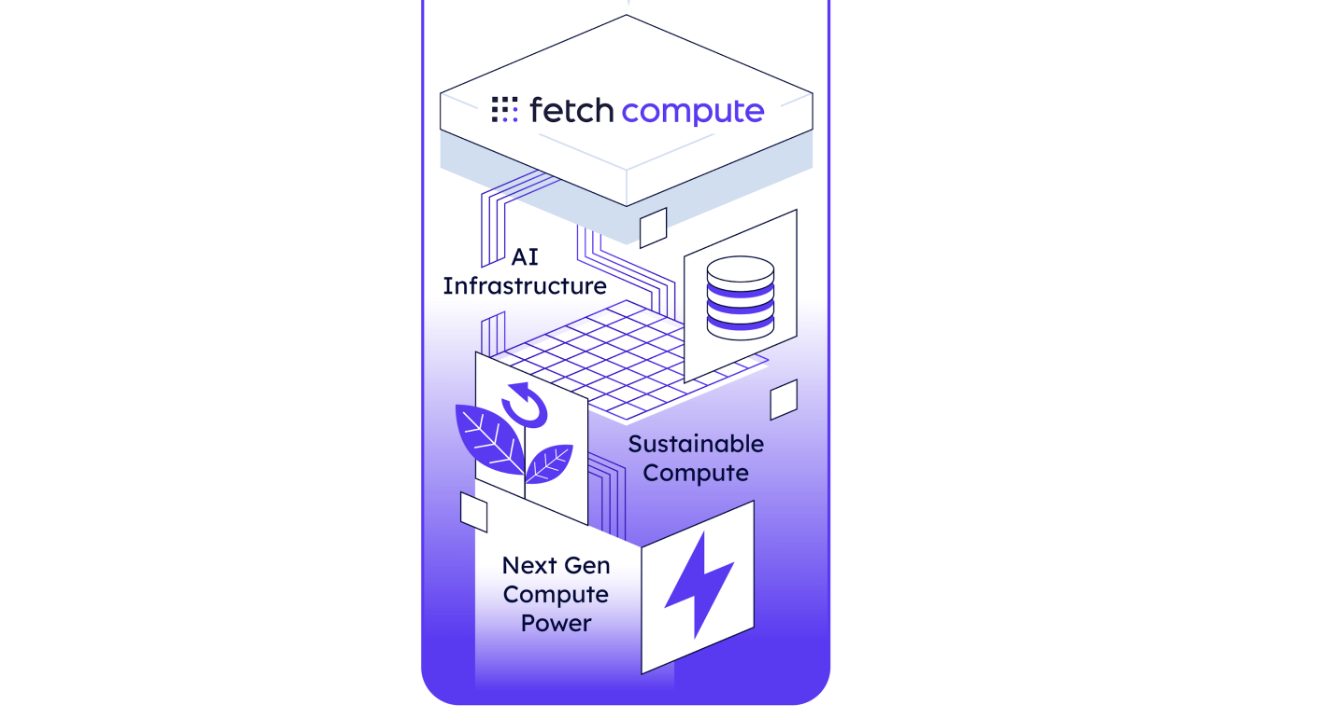 fetch compute
AI
Infrastructure
Sustainable
Compute
Next Gen
Compute
Power